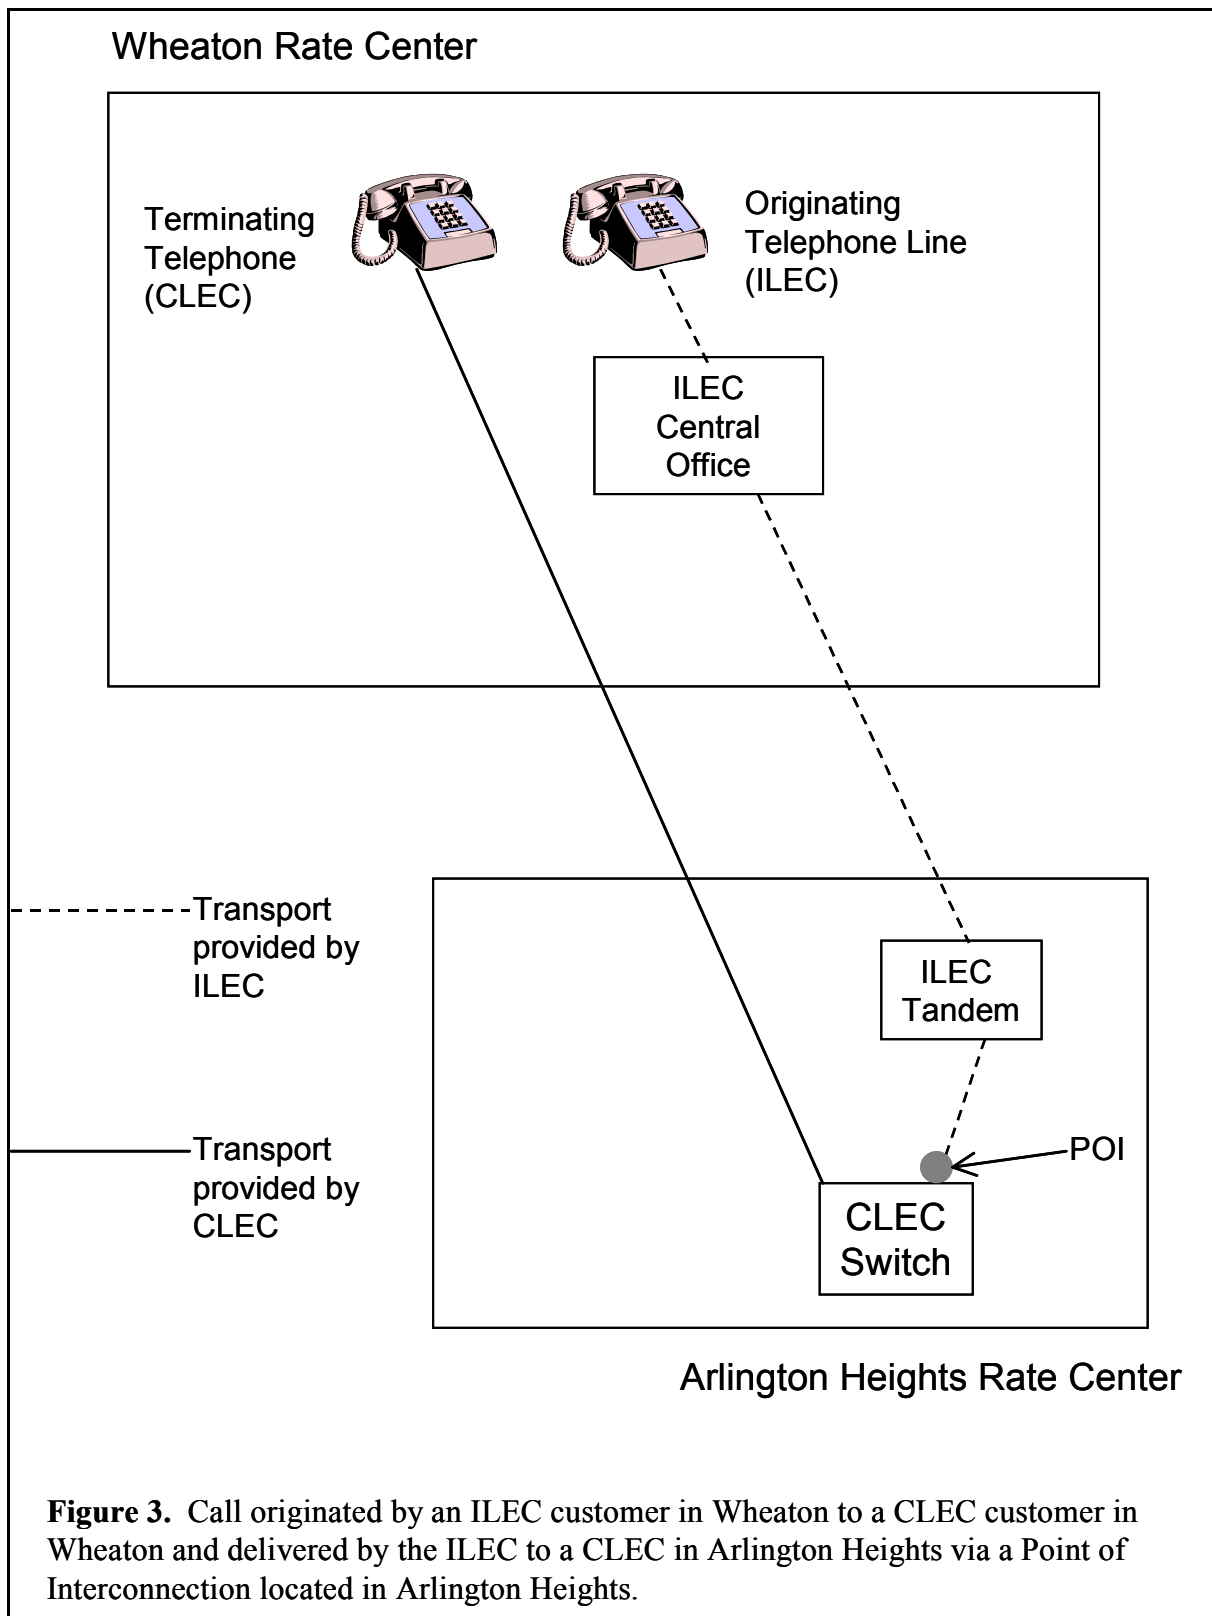 Wheaton Rate Center
Terminating
Telephone
(CLEC)
Originating
Telephone Line
(ILEC)
ILEC
Central
Office
Transport
provided by
ILEC
ILEC
Tandem
Transport
provided by
CLEC
POI
CLEC
Switch
Arlington Heights Rate Center
Figure 3.  Call originated by an ILEC customer in Wheaton to a CLEC customer in
Wheaton and delivered by the ILEC to a CLEC in Arlington Heights via a Point of
Interconnection located in Arlington Heights.